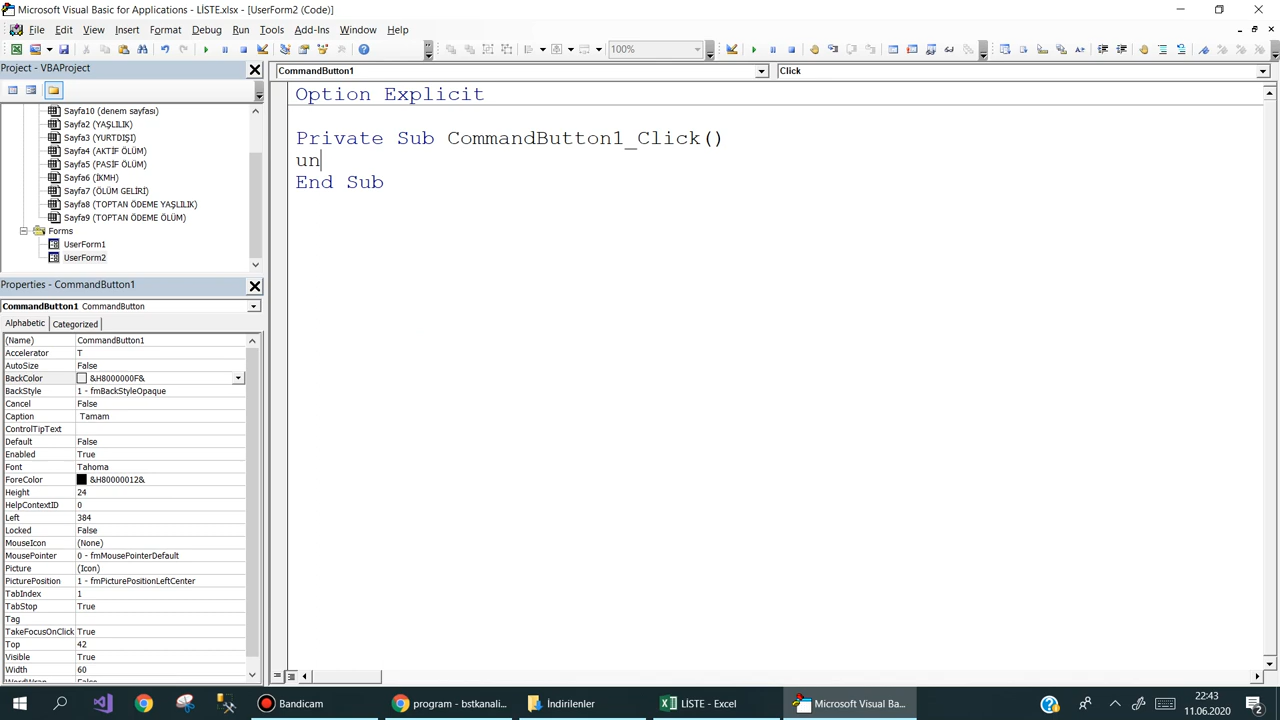 Microsoft Visual Basic for Applications - LİSTE.xlsx - [UserForm2 (Code)]
File Edit View Insert Format Debug Run Tools Add-Ins Window Help
100%
Project - VBAProject
Sayfa10 (denem sayfası)
Sayfa2 (YAŞLILIK)
Sayfa3 (YURTDIŞI)
Sayfa4 (AKTİF ÖLÜM)
Sayfa5 (PASİF ÖLÜM)
Sayfa6 (İKMH)
Sayfa7 (ÖLÜM GELİRİ)
Sayfa8 (TOPTAN ÖDEME YAŞLILIK)
Sayfa9 (TOPTAN ÖDEME ÖLÜM)
Forms
UserForm1
UserForm2
Properties - CommandButton1
CommandButton1 CommandButton
Alphabetic Categorized
(Name) CommandButton1
Accelerator T
AutoSize False
BackColor &H8000000F&
BackStyle 1 - fmBackStyleOpaque
Cancel False
Caption Tamam
ControlTipText
Default False
Enabled True
Font Tahoma
ForeColor &H80000012&
Height 24
HelpContextID 0
Left 384
Locked False
MouseIcon (None)
MousePointer 0 - fmMousePointerDefault
Picture (Icon)
PicturePosition 1 - fmPicturePositionLeftCenter
TabIndex 1
TabStop True
Tag
TakeFocusOnClick True
Top 42
Visible True
Width 60
CommandButton1 Click
Option Explicit
Private Sub CommandButton1_Click()
un
End Sub
Bandicam
program - bstkanali...
İndirilenler
LİSTE - Excel
Microsoft Visual Ba...
22:43
11.06.2020
2